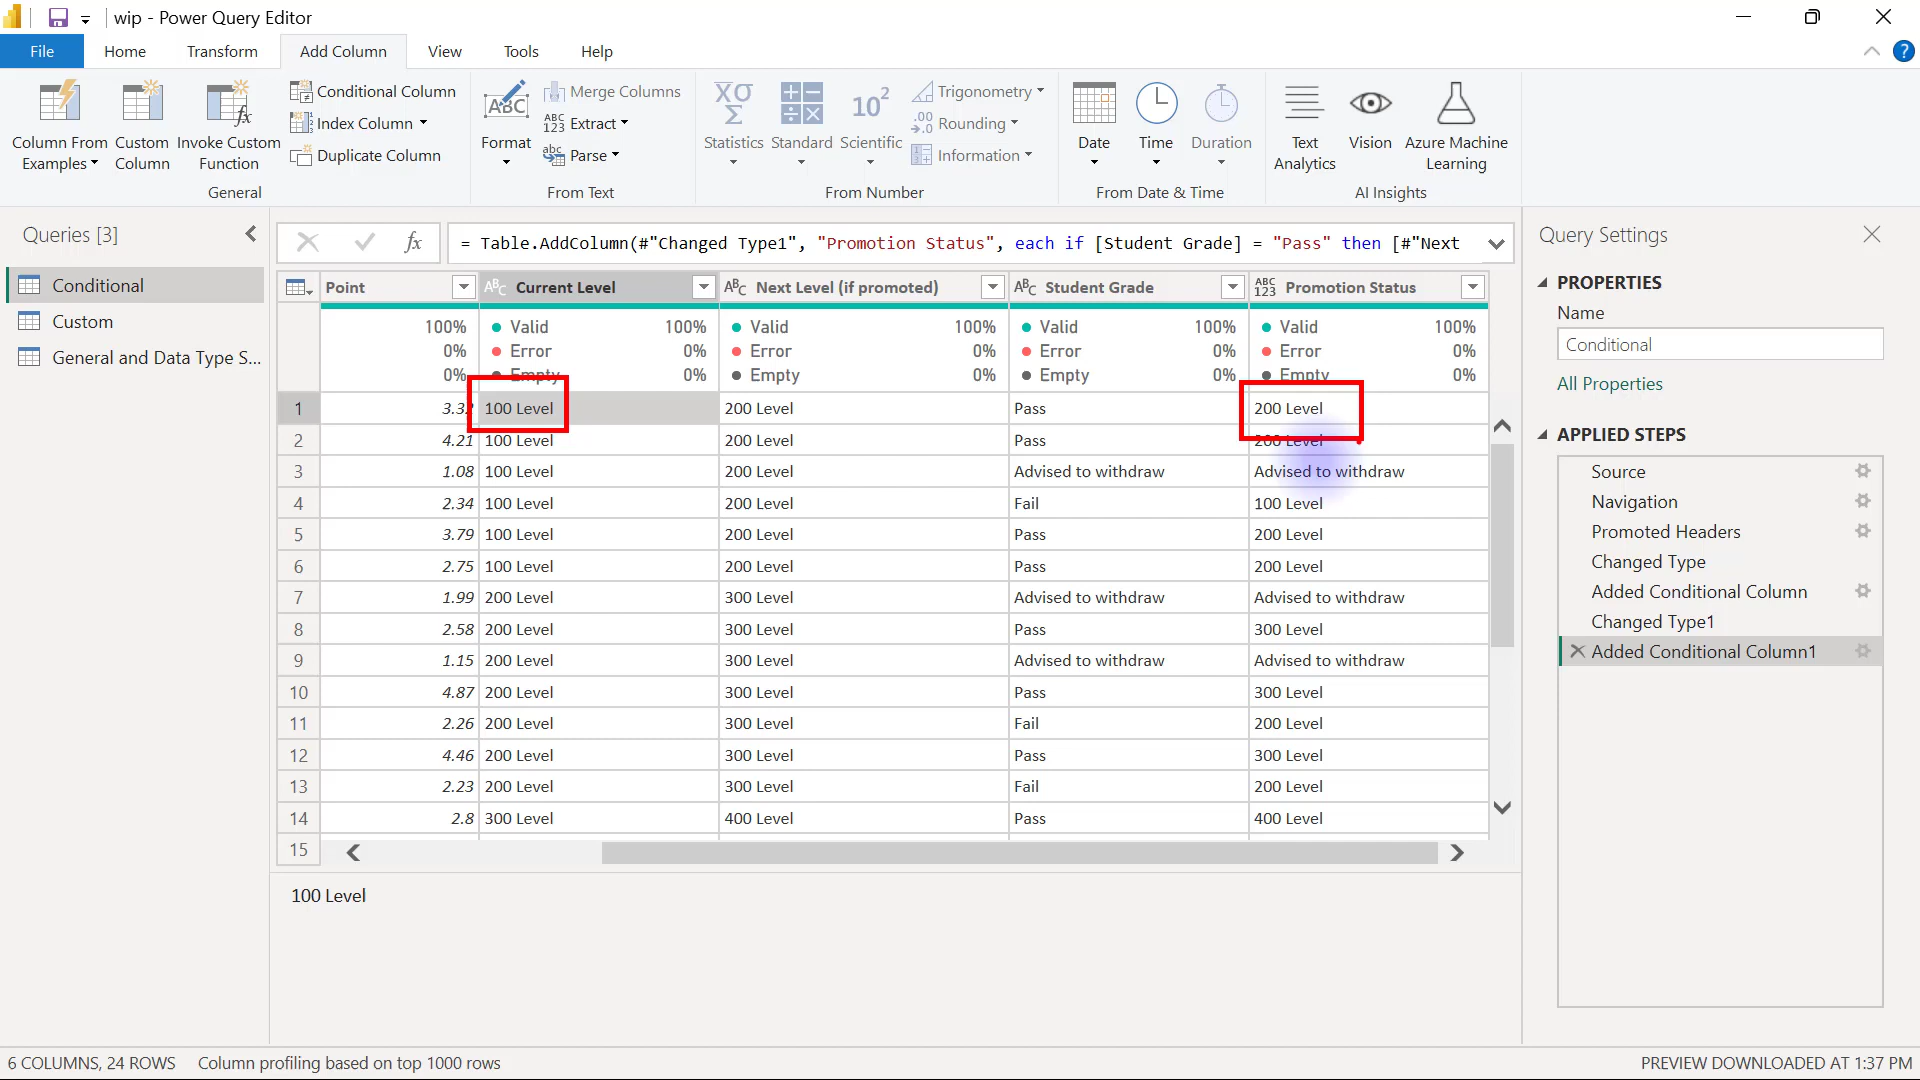 wip - Power Query Editor
File Home Transform Add Column View Tools Help
Column From Examples
Custom Column
Invoke Custom Function
Conditional Column
Index Column
Duplicate Column
General
Format
Merge Columns
Extract
Parse
From Text
Statistics
Standard
Scientific
Trigonometry
Rounding
Information
From Number
Date
Time
Duration
From Date & Time
Text Analytics
Vision
Azure Machine Learning
AI Insights
Queries [3]
Conditional
Custom
General and Data Type S...
= Table.AddColumn(#"Changed Type1", "Promotion Status", each if [Student Grade] = "Pass" then [#"Next
Point Current Level Next Level (if promoted) Student Grade Promotion Status
100% Valid 100% Valid 100% Valid 100% Valid 100%
0% Error 0% Error 0% Error 0% Error 0%
0% Empty 0% Empty 0% Empty 0% Empty 0%
1 3.32 100 Level 200 Level Pass 200 Level
2 4.21 100 Level 200 Level Pass 200 Level
3 1.08 100 Level 200 Level Advised to withdraw Advised to withdraw
4 2.34 100 Level 200 Level Fail 100 Level
5 3.79 100 Level 200 Level Pass 200 Level
6 2.75 100 Level 200 Level Pass 200 Level
7 1.99 200 Level 300 Level Advised to withdraw Advised to withdraw
8 2.58 200 Level 300 Level Pass 300 Level
9 1.15 200 Level 300 Level Advised to withdraw Advised to withdraw
10 4.87 200 Level 300 Level Pass 300 Level
11 2.26 200 Level 300 Level Fail 200 Level
12 4.46 200 Level 300 Level Pass 300 Level
13 2.23 200 Level 300 Level Fail 200 Level
14 2.8 300 Level 400 Level Pass 400 Level
15
100 Level
Query Settings
PROPERTIES
Name
Conditional
All Properties
APPLIED STEPS
Source
Navigation
Promoted Headers
Changed Type
Added Conditional Column
Changed Type1
Added Conditional Column1
6 COLUMNS, 24 ROWS Column profiling based on top 1000 rows
PREVIEW DOWNLOADED AT 1:37 PM